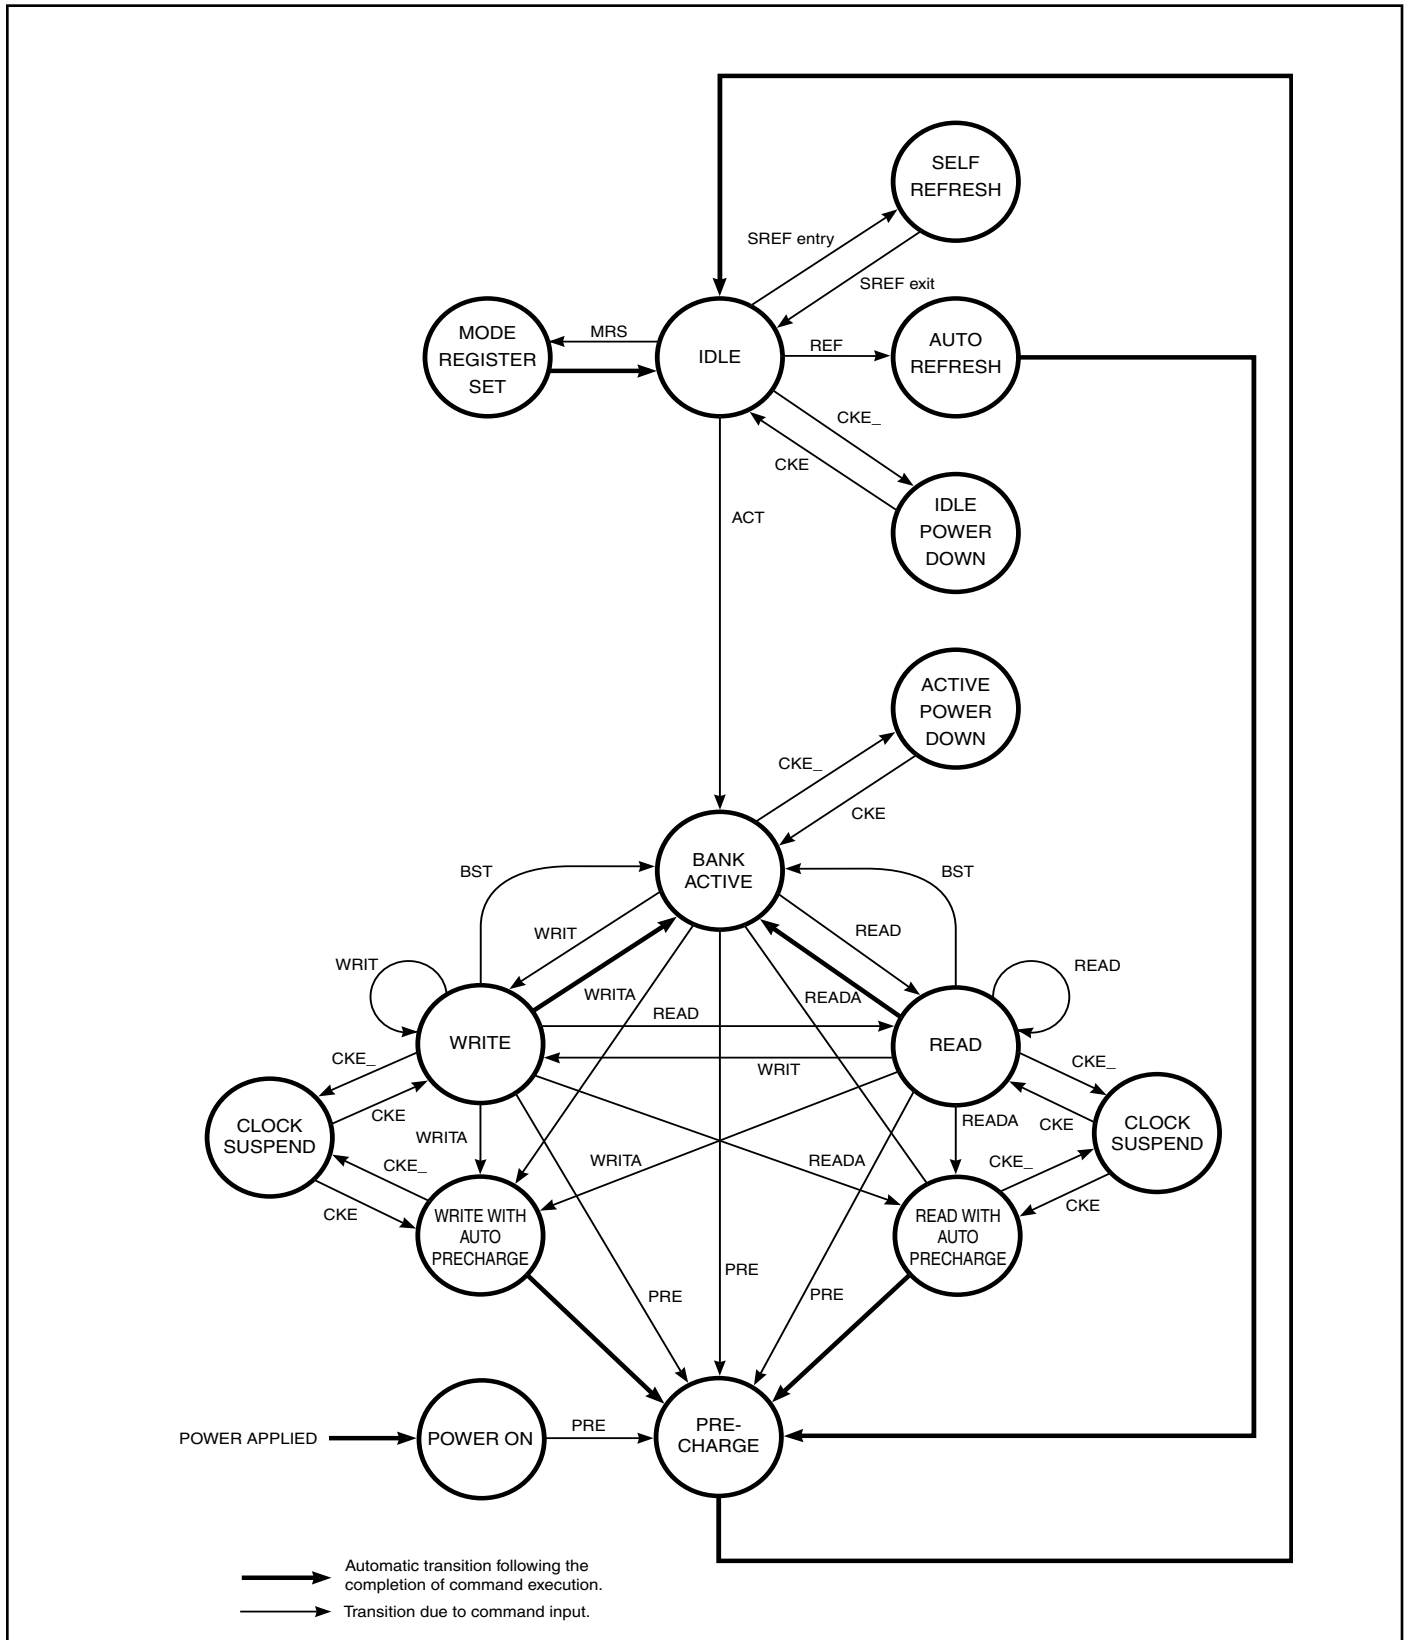 SELF
REFRESH
SREF entry
SREF exit
MODE
REGISTER
SET
MRS
IDLE
REF
AUTO
REFRESH
CKE_
CKE
IDLE
POWER
DOWN
ACT
ACTIVE
POWER
DOWN
CKE_
CKE
BANK
ACTIVE
BST
BST
WRIT
READ
WRIT
READ
WRITA
READA
READ
WRITE
READ
WRIT
CKE_
CKE_
CKE
CKE
CLOCK
SUSPEND
CLOCK
SUSPEND
WRITA
READA
CKE_
CKE_
WRITA
READA
CKE
CKE
WRITE WITH
AUTO
PRECHARGE
READ WITH
AUTO
PRECHARGE
PRE
PRE
PRE
POWER APPLIED
POWER ON
PRE
PRE-
CHARGE
Automatic transition following the
completion of command execution.
Transition due to command input.